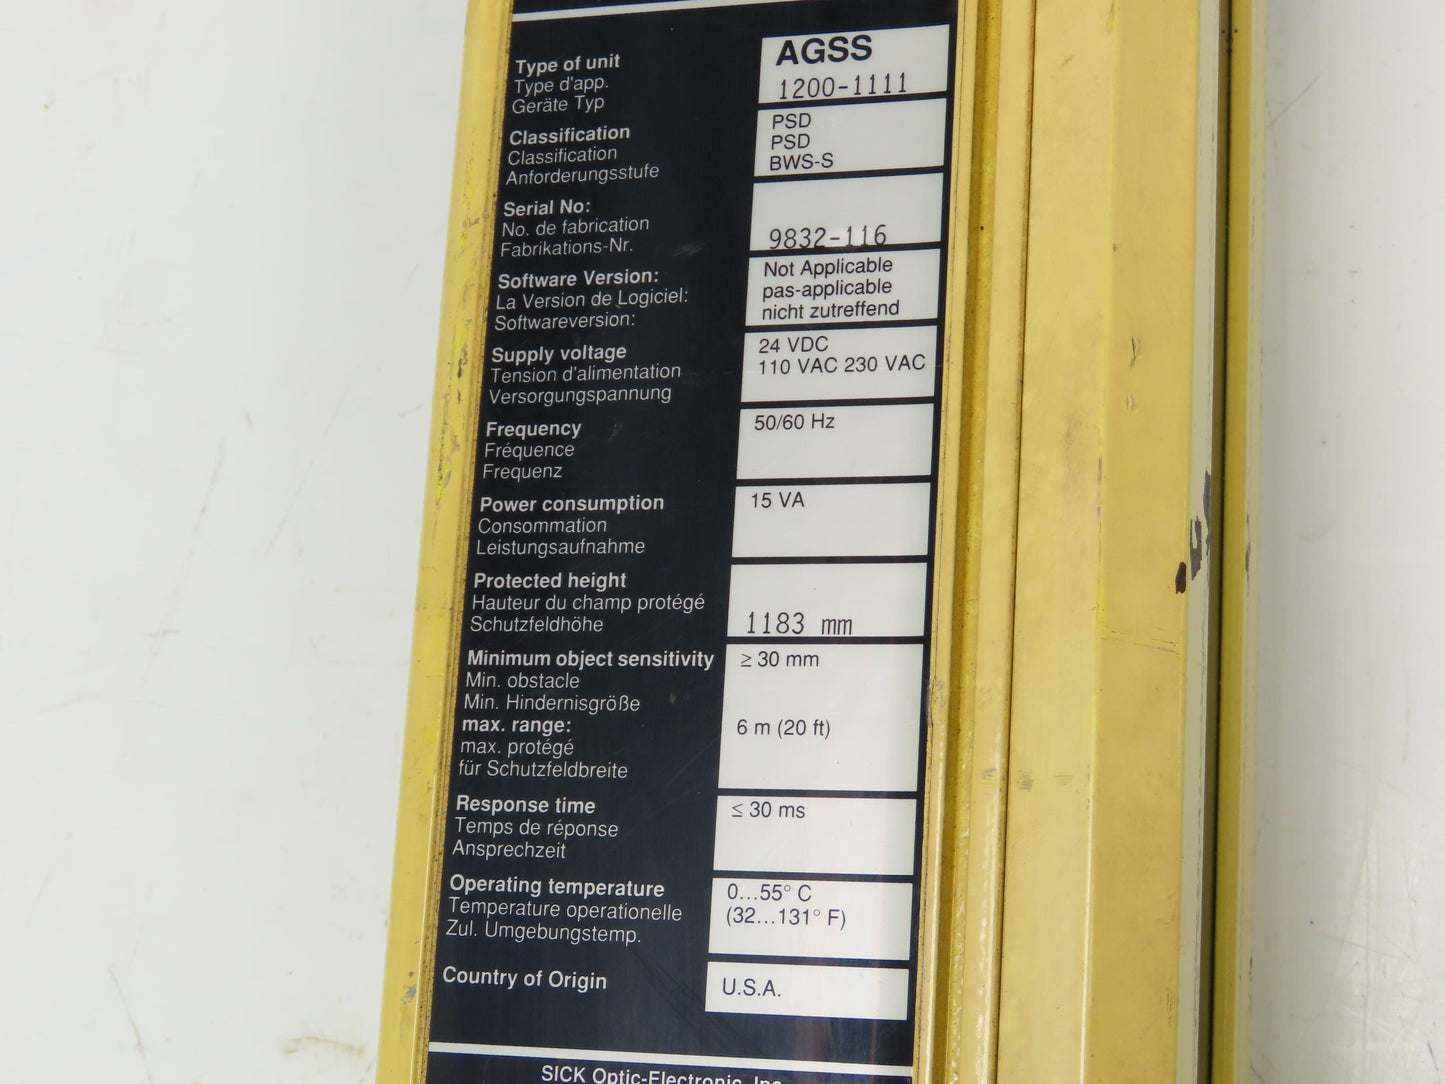 Type of unit
Type d'app.
Geräte Typ
AGSS
1200-1111
Classification
Classification
Anforderungsstufe
PSD
PSD
BWS-S
Serial No:
No. de fabrication
Fabrikations-Nr.
9832-116
Software Version:
La Version de Logiciel:
Softwareversion:
Not Applicable
pas-applicable
nicht zutreffend
Supply voltage
Tension d'alimentation
Versorgungspannung
24 VDC
110 VAC 230 VAC
Frequency
Fréquence
Frequenz
50/60 Hz
Power consumption
Consommation
Leistungsaufnahme
15 VA
Protected height
Hauteur du champ protégé
Schutzfeldhöhe
1183 mm
Minimum object sensitivity
Min. obstacle
Min. Hindernisgröße
≥ 30 mm
max. range:
max. protégé
für Schutzfeldbreite
6 m (20 ft)
Response time
Temps de réponse
Ansprechzeit
≤ 30 ms
Operating temperature
Temperature operationelle
Zul. Umgebungstemp.
0...55° C
(32...131° F)
Country of Origin
U.S.A.
SICK Optic-Electronic, Inc.